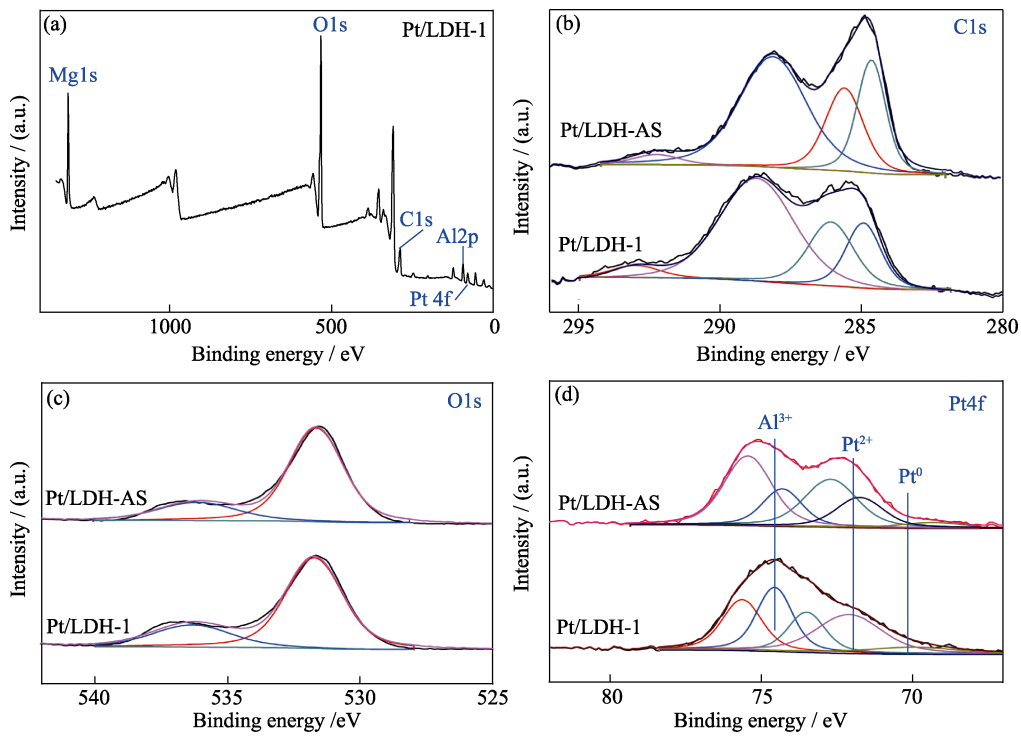 (a)
O1s
Pt/LDH-1
Mg1s
C1s
Al2p
Pt 4f
Intensity / (a.u.)
1000
500
0
Binding energy / eV
(b)
C1s
Pt/LDH-AS
Pt/LDH-1
Intensity / (a.u.)
295
290
285
280
Binding energy / eV
(c)
O1s
Pt/LDH-AS
Pt/LDH-1
Intensity / (a.u.)
540
535
530
525
Binding energy /eV
(d)
Pt4f
Al³⁺
Pt²⁺
Pt⁰
Pt/LDH-AS
Pt/LDH-1
Intensity / (a.u.)
80
75
70
Binding energy / eV